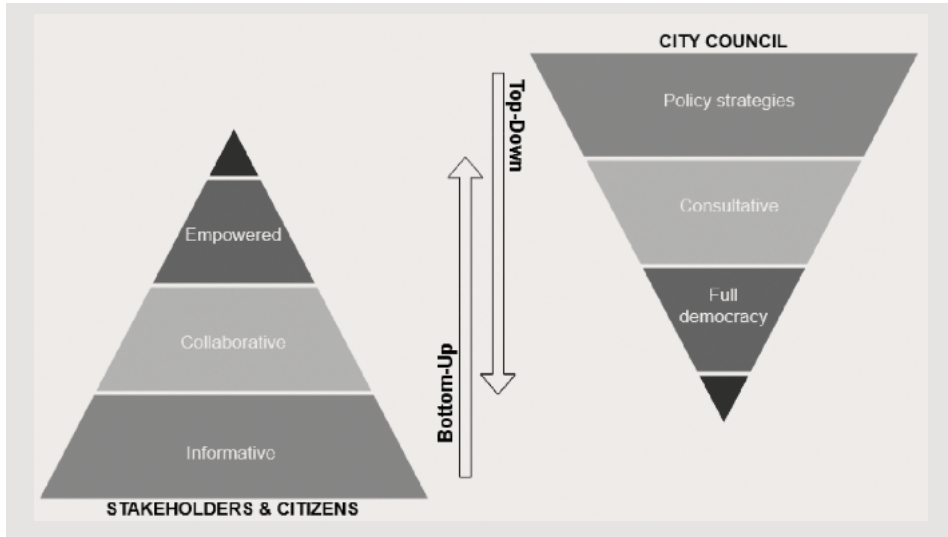 CITY COUNCIL
Policy strategies
Consultative
Full
democracy
Top-Down
Bottom-Up
Empowered
Collaborative
Informative
STAKEHOLDERS & CITIZENS